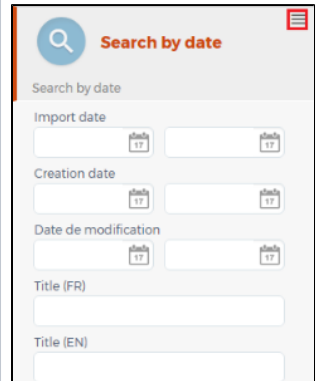 Search by date
Search by date
Import date
17 17
Creation date
17 17
Date de modification
17 17
Title (FR)
Title (EN)